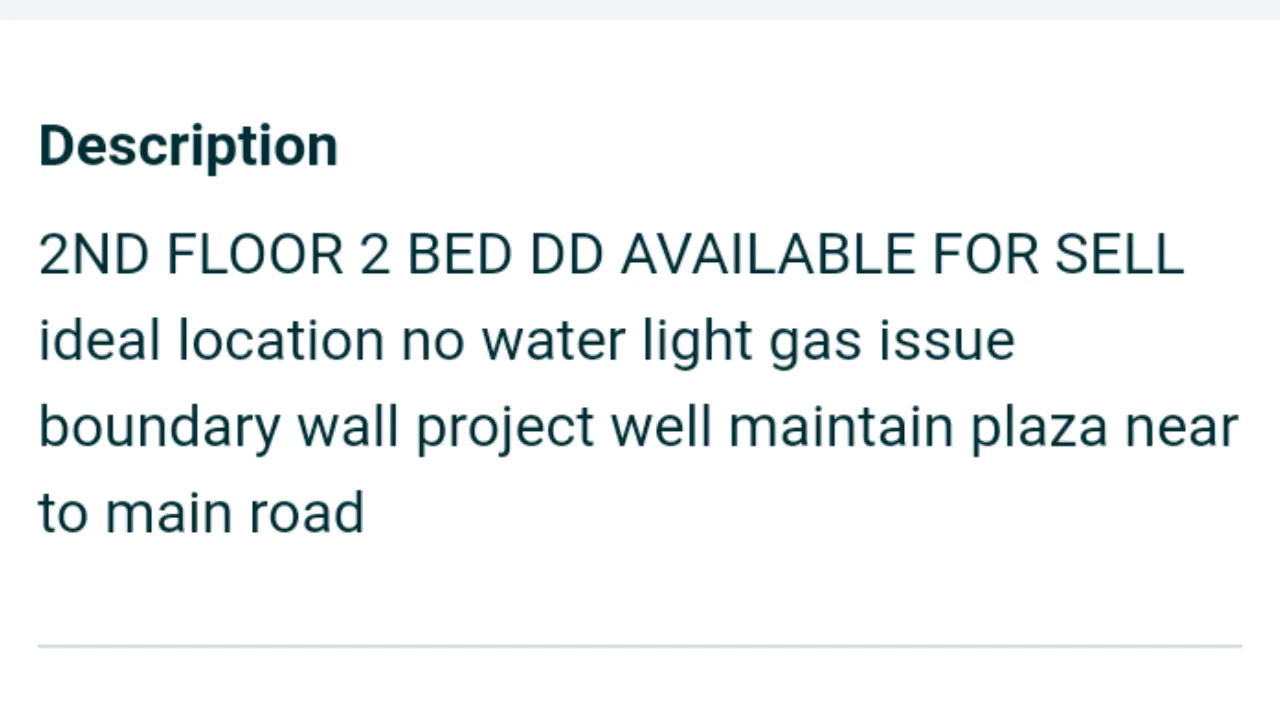 Description
2ND FLOOR 2 BED DD AVAILABLE FOR SELL
ideal location no water light gas issue
boundary wall project well maintain plaza near
to main road